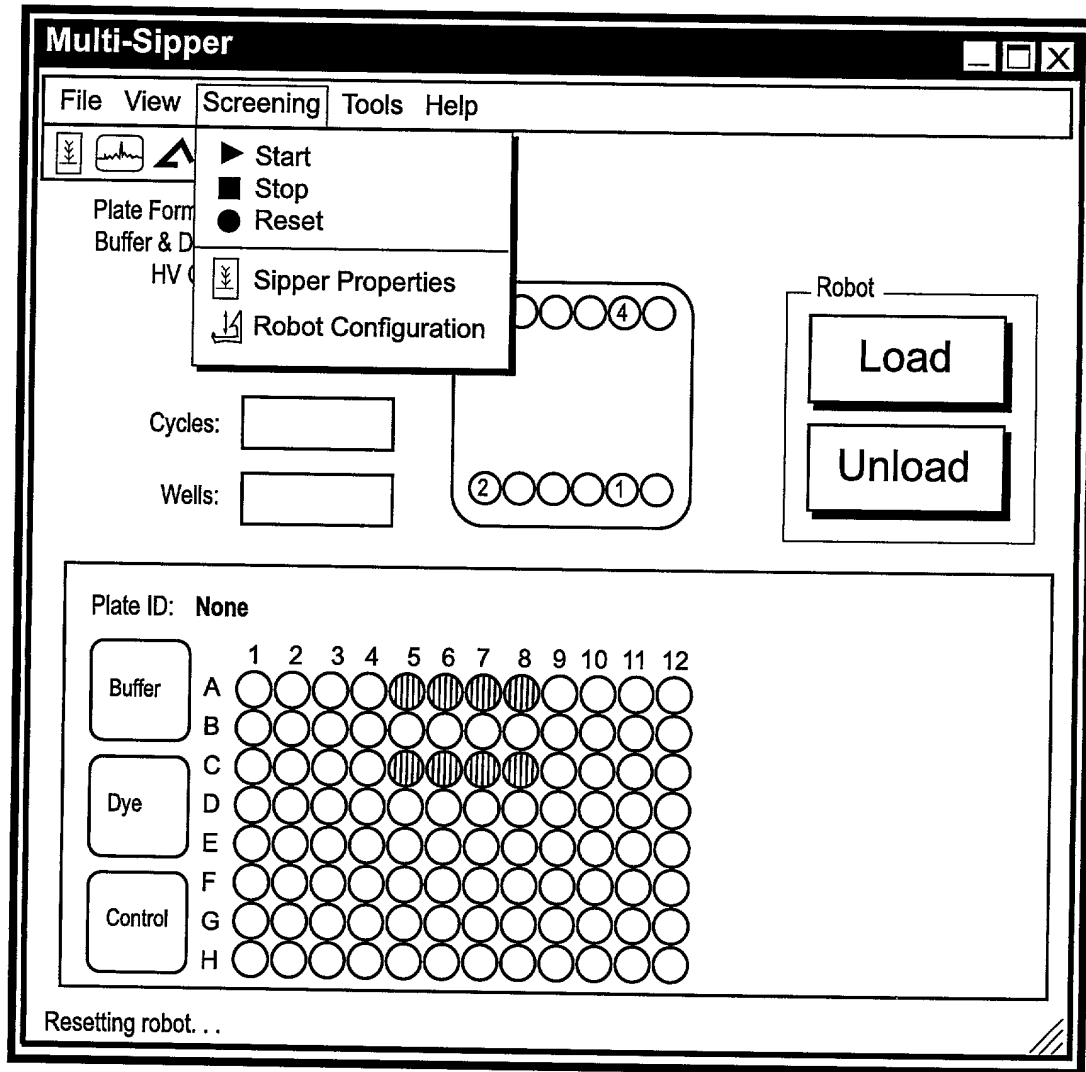 Multi-Sipper
File View Screening Tools Help
Start
Stop
Reset
Sipper Properties
Robot Configuration
Plate Form
Buffer & D
HV
Cycles:
Wells:
4
2 1
Robot
Load
Unload
Plate ID: None
Buffer
Dye
Control
1 2 3 4 5 6 7 8 9 10 11 12
A
B
C
D
E
F
G
H
Resetting robot. . .